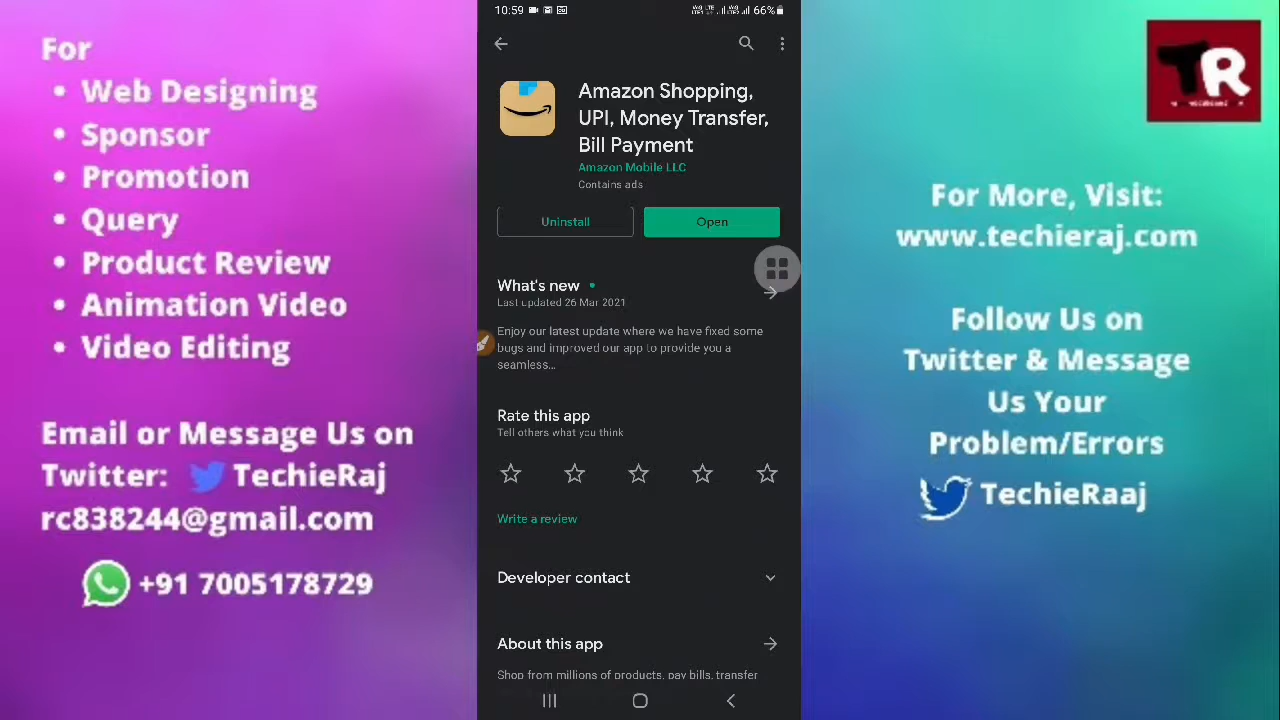 For
Web Designing
Sponsor
Promotion
Query
Product Review
Animation Video
Video Editing
Email or Message Us on
Twitter: TechieRaj
rc838244@gmail.com
+91 7005178729
10:59
66%
Amazon Shopping,
UPI, Money Transfer,
Bill Payment
Amazon Mobile LLC
Contains ads
Uninstall
Open
What's new
Last updated 26 Mar 2021
Enjoy our latest update where we have fixed some
bugs and improved our app to provide you a
seamless...
Rate this app
Tell others what you think
Write a review
Developer contact
About this app
Shop from millions of products, pay bills, transfer
TR
For More, Visit:
www.techieraj.com
Follow Us on
Twitter & Message
Us Your
Problem/Errors
TechieRaaj